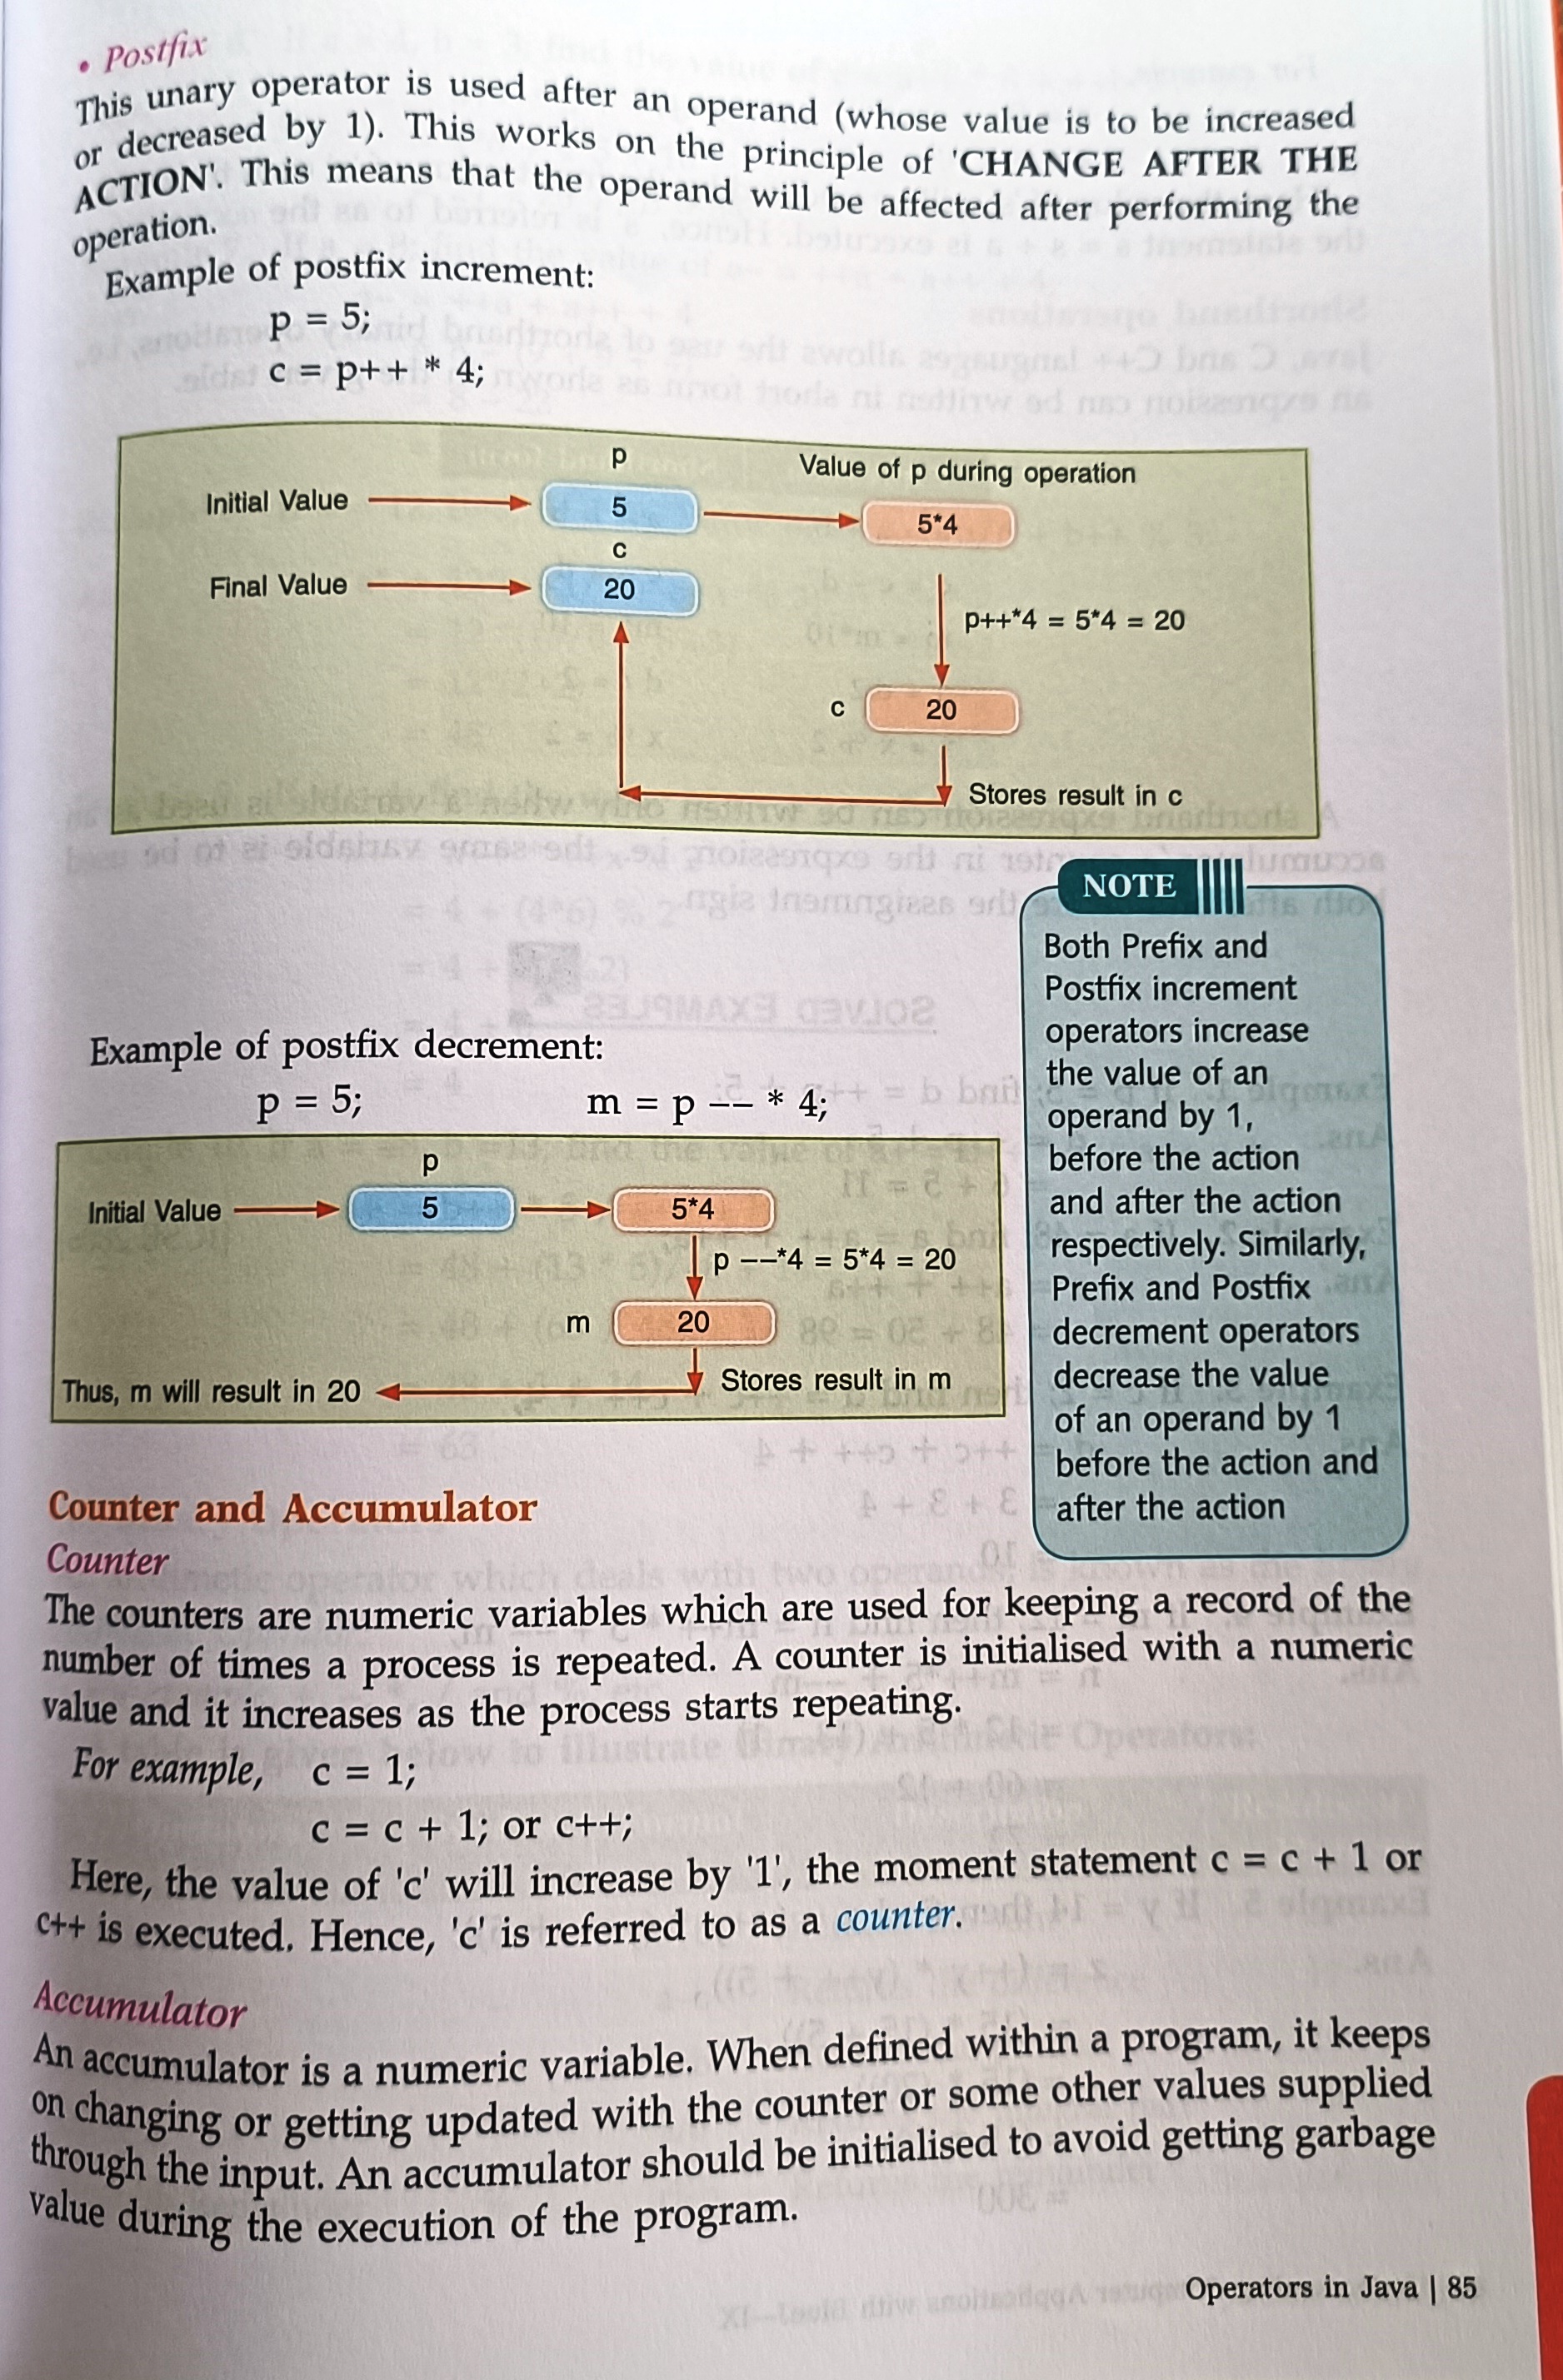 • Postfix
This unary operator is used after an operand (whose value is to be increased
or decreased by 1). This works on the principle of 'CHANGE AFTER THE
ACTION'. This means that the operand will be affected after performing the
operation.
Example of postfix increment:
p = 5;
c = p++ * 4;
p
Value of p during operation
Initial Value
5
5*4
c
Final Value
20
p++*4 = 5*4 = 20
c
20
Stores result in c
NOTE
Both Prefix and
Postfix increment
operators increase
the value of an
operand by 1,
before the action
and after the action
respectively. Similarly,
Prefix and Postfix
decrement operators
decrease the value
of an operand by 1
before the action and
after the action
Example of postfix decrement:
p = 5; m = p -- * 4;
p
Initial Value
5
5*4
p --*4 = 5*4 = 20
m
20
Thus, m will result in 20
Stores result in m
Counter and Accumulator
Counter
The counters are numeric variables which are used for keeping a record of the
number of times a process is repeated. A counter is initialised with a numeric
value and it increases as the process starts repeating.
For example, c = 1;
c = c + 1; or c++;
Here, the value of 'c' will increase by '1', the moment statement c = c + 1 or
c++ is executed. Hence, 'c' is referred to as a counter.
Accumulator
An accumulator is a numeric variable. When defined within a program, it keeps
on changing or getting updated with the counter or some other values supplied
through the input. An accumulator should be initialised to avoid getting garbage
value during the execution of the program.
Operators in Java | 85